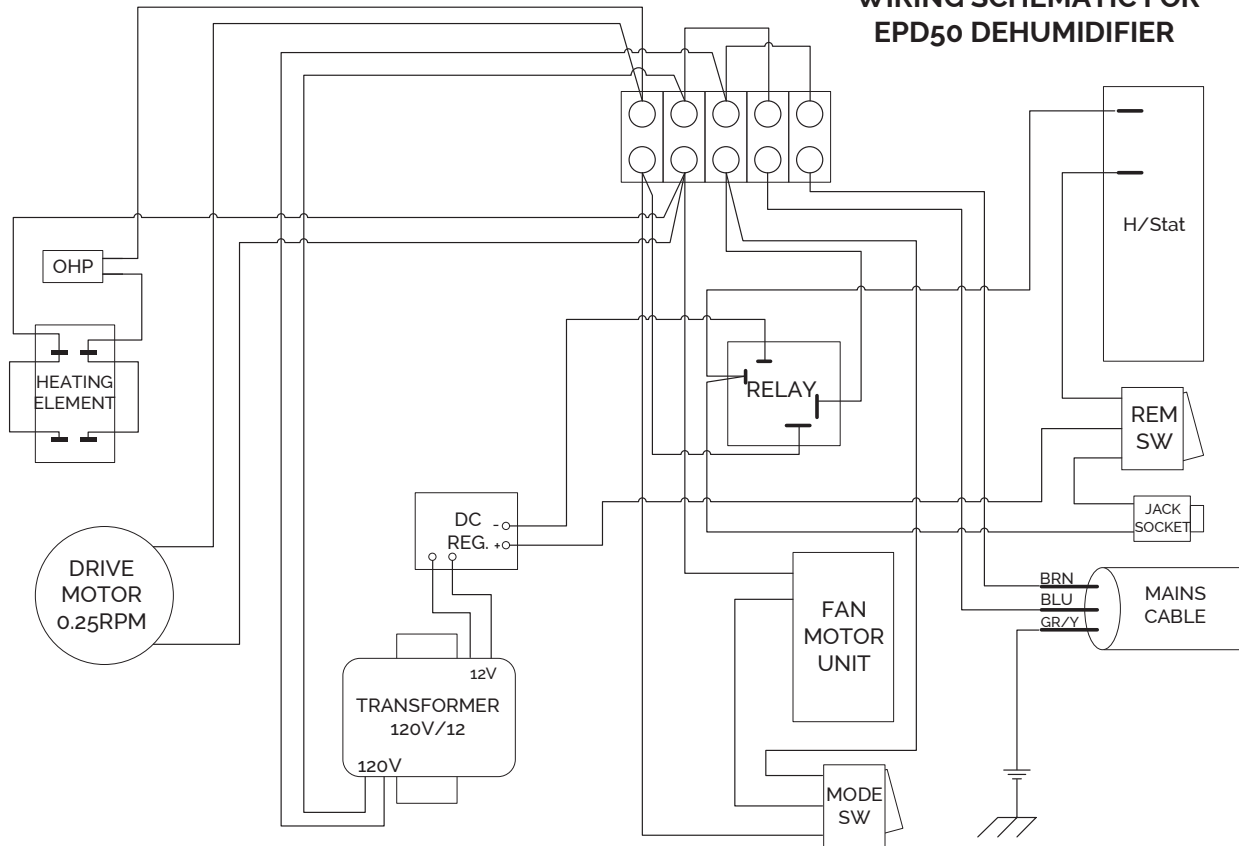 WIRING SCHEMATIC FOR
EPD50 DEHUMIDIFIER
H/Stat
OHP
HEATING
ELEMENT
RELAY
REM
SW
JACK
SOCKET
DC
REG.
-
+
DRIVE
MOTOR
0.25RPM
BRN
BLU
GR/Y
MAINS
CABLE
FAN
MOTOR
UNIT
12V
TRANSFORMER
120V/12
120V
MODE
SW